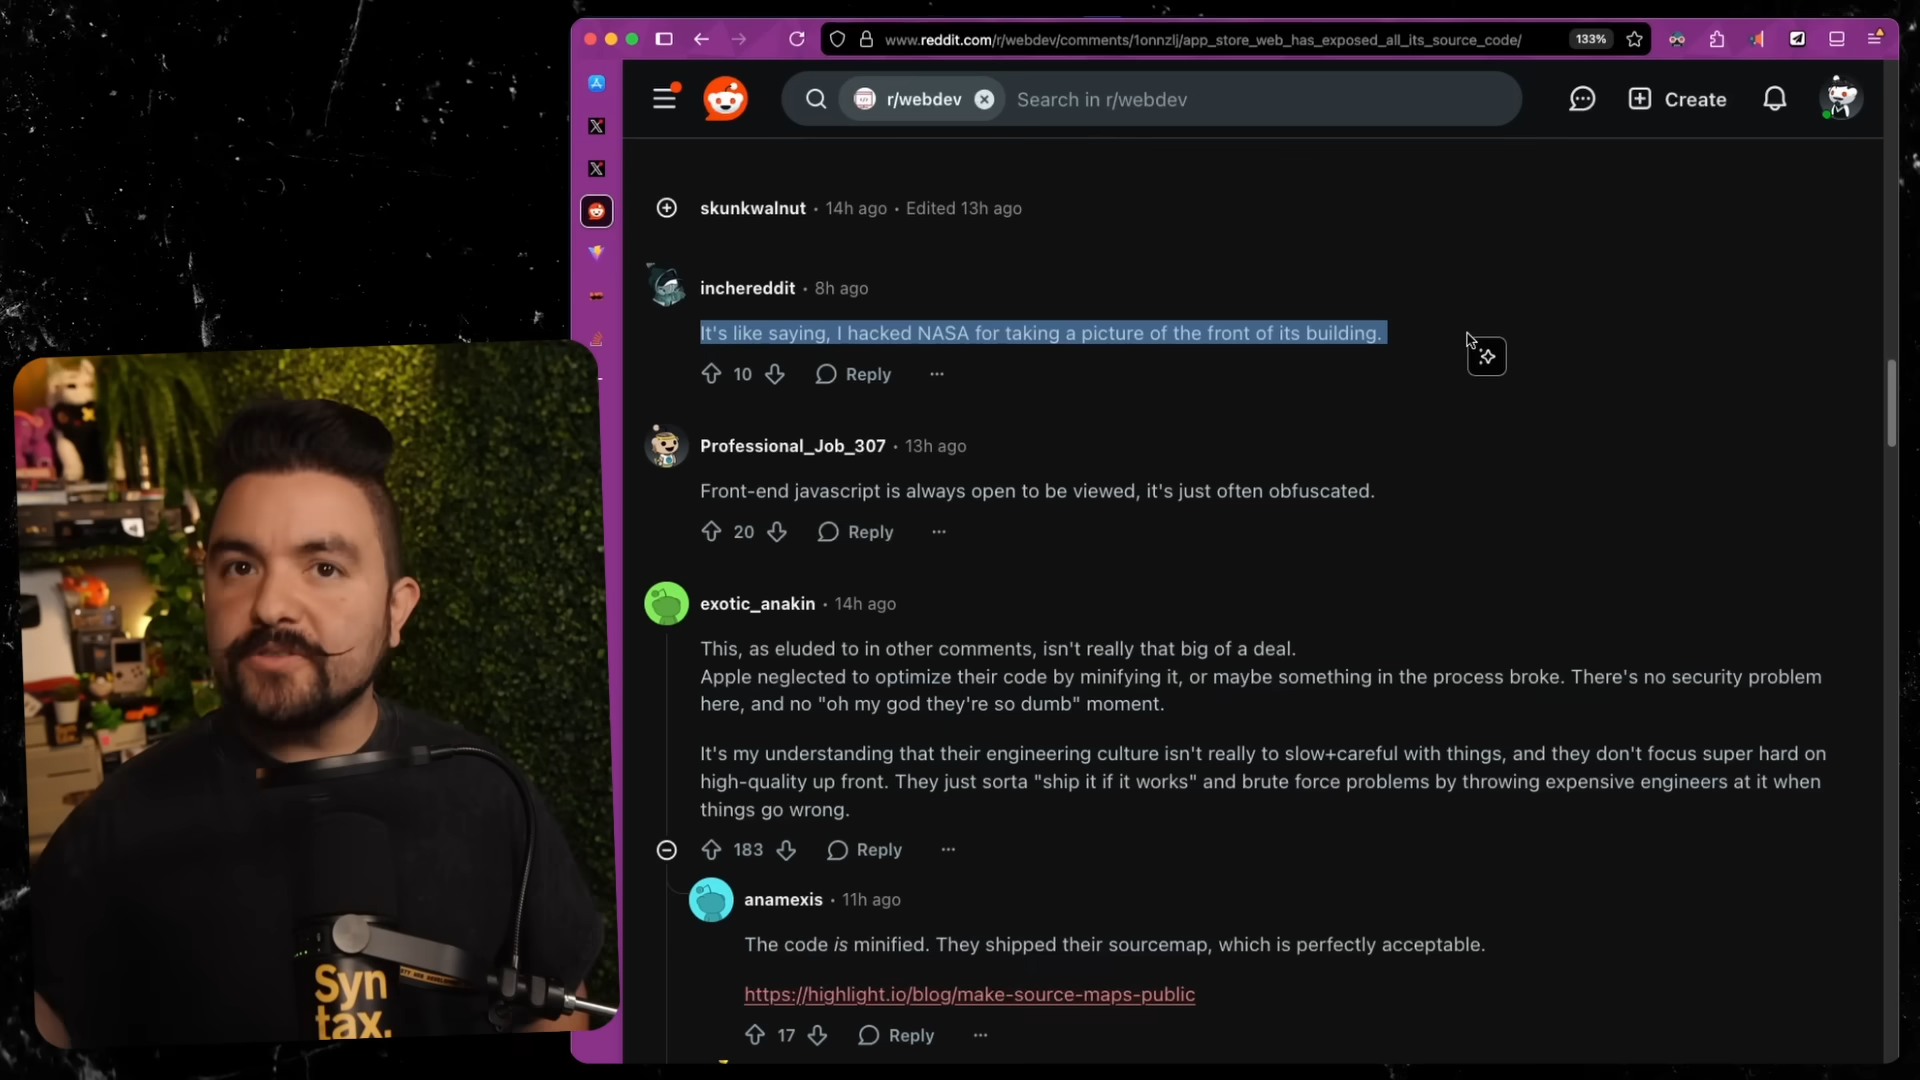 www.reddit.com/r/webdev/comments/1onnzlj/app_store_web_has_exposed_all_its_source_code/
133%
r/webdev
Search in r/webdev
Create
skunkwalnut • 14h ago • Edited 13h ago
inchereddit • 8h ago
It's like saying, I hacked NASA for taking a picture of the front of its building.
10
Reply
Professional_Job_307 • 13h ago
Front-end javascript is always open to be viewed, it's just often obfuscated.
20
Reply
exotic_anakin • 14h ago
This, as eluded to in other comments, isn't really that big of a deal.
Apple neglected to optimize their code by minifying it, or maybe something in the process broke. There's no security problem
here, and no "oh my god they're so dumb" moment.
It's my understanding that their engineering culture isn't really to slow+careful with things, and they don't focus super hard on
high-quality up front. They just sorta "ship it if it works" and brute force problems by throwing expensive engineers at it when
things go wrong.
183
Reply
anamexis • 11h ago
The code is minified. They shipped their sourcemap, which is perfectly acceptable.
https://highlight.io/blog/make-source-maps-public
17
Reply
Syn
tax.